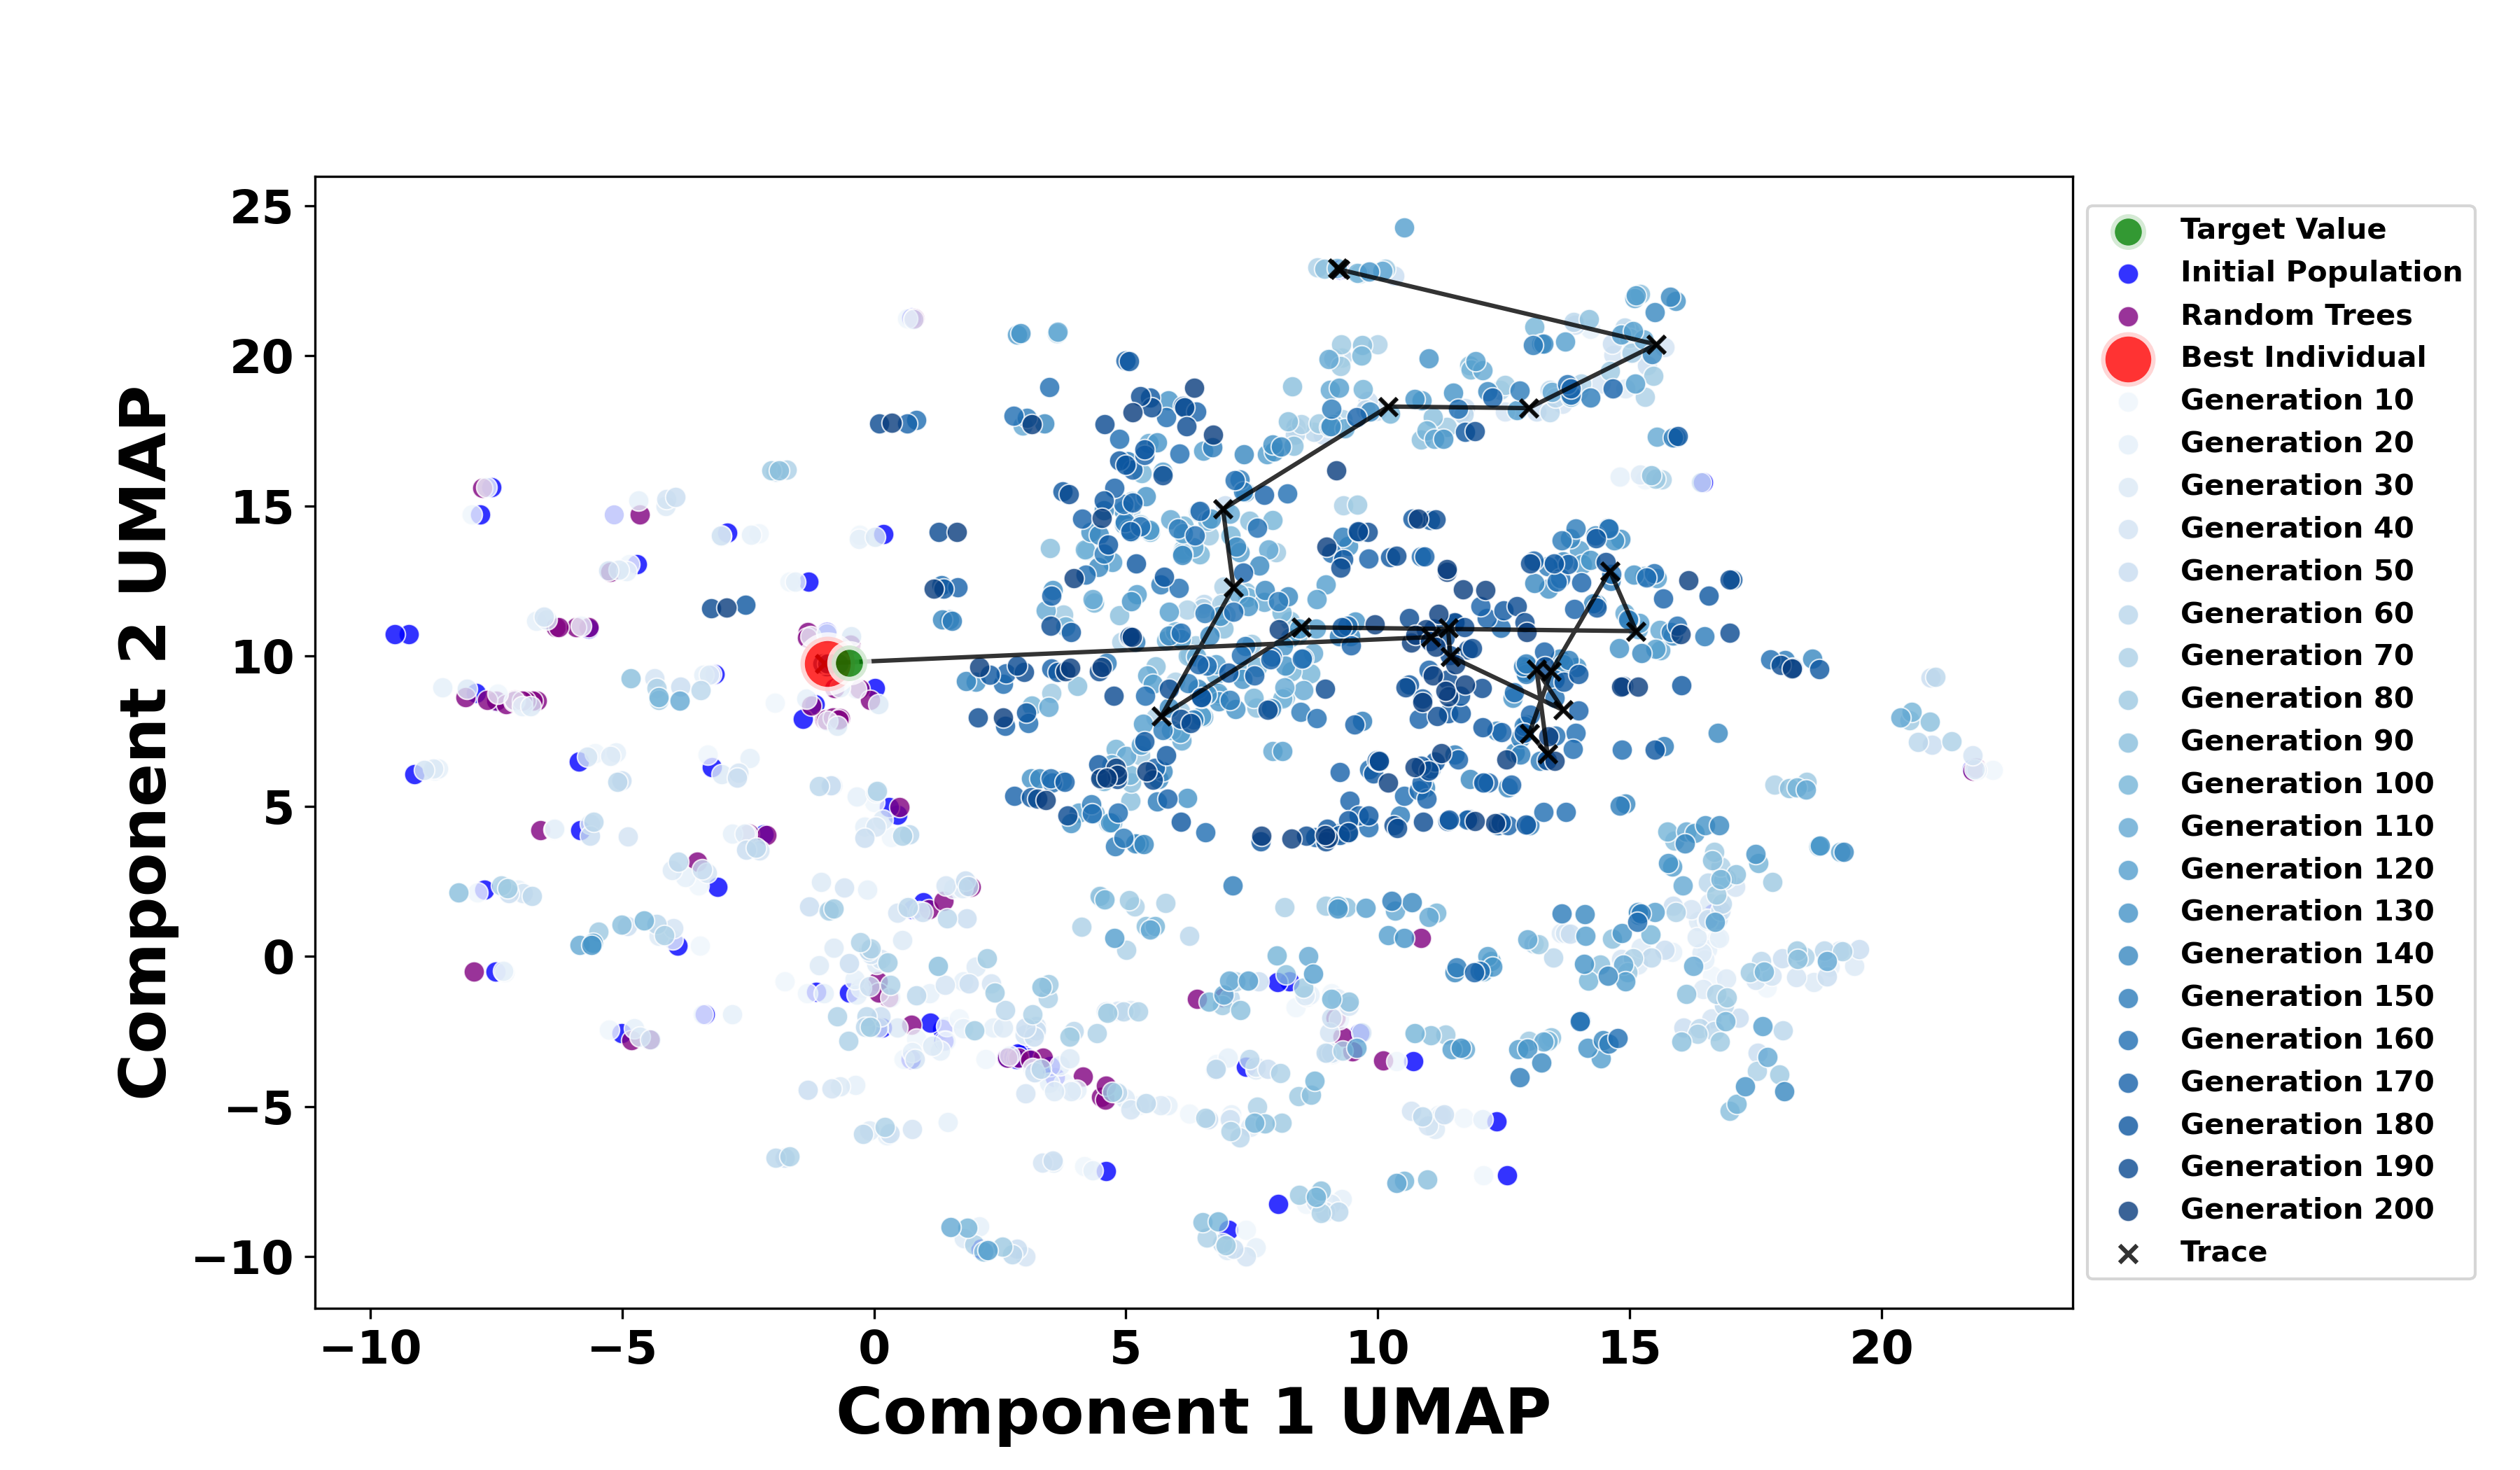 25
20
15
10
5
0
−5
−10
Component 2 UMAP
−10
−5
0
5
10
15
20
Component 1 UMAP
Target Value
Initial Population
Random Trees
Best Individual
Generation 10
Generation 20
Generation 30
Generation 40
Generation 50
Generation 60
Generation 70
Generation 80
Generation 90
Generation 100
Generation 110
Generation 120
Generation 130
Generation 140
Generation 150
Generation 160
Generation 170
Generation 180
Generation 190
Generation 200
Trace